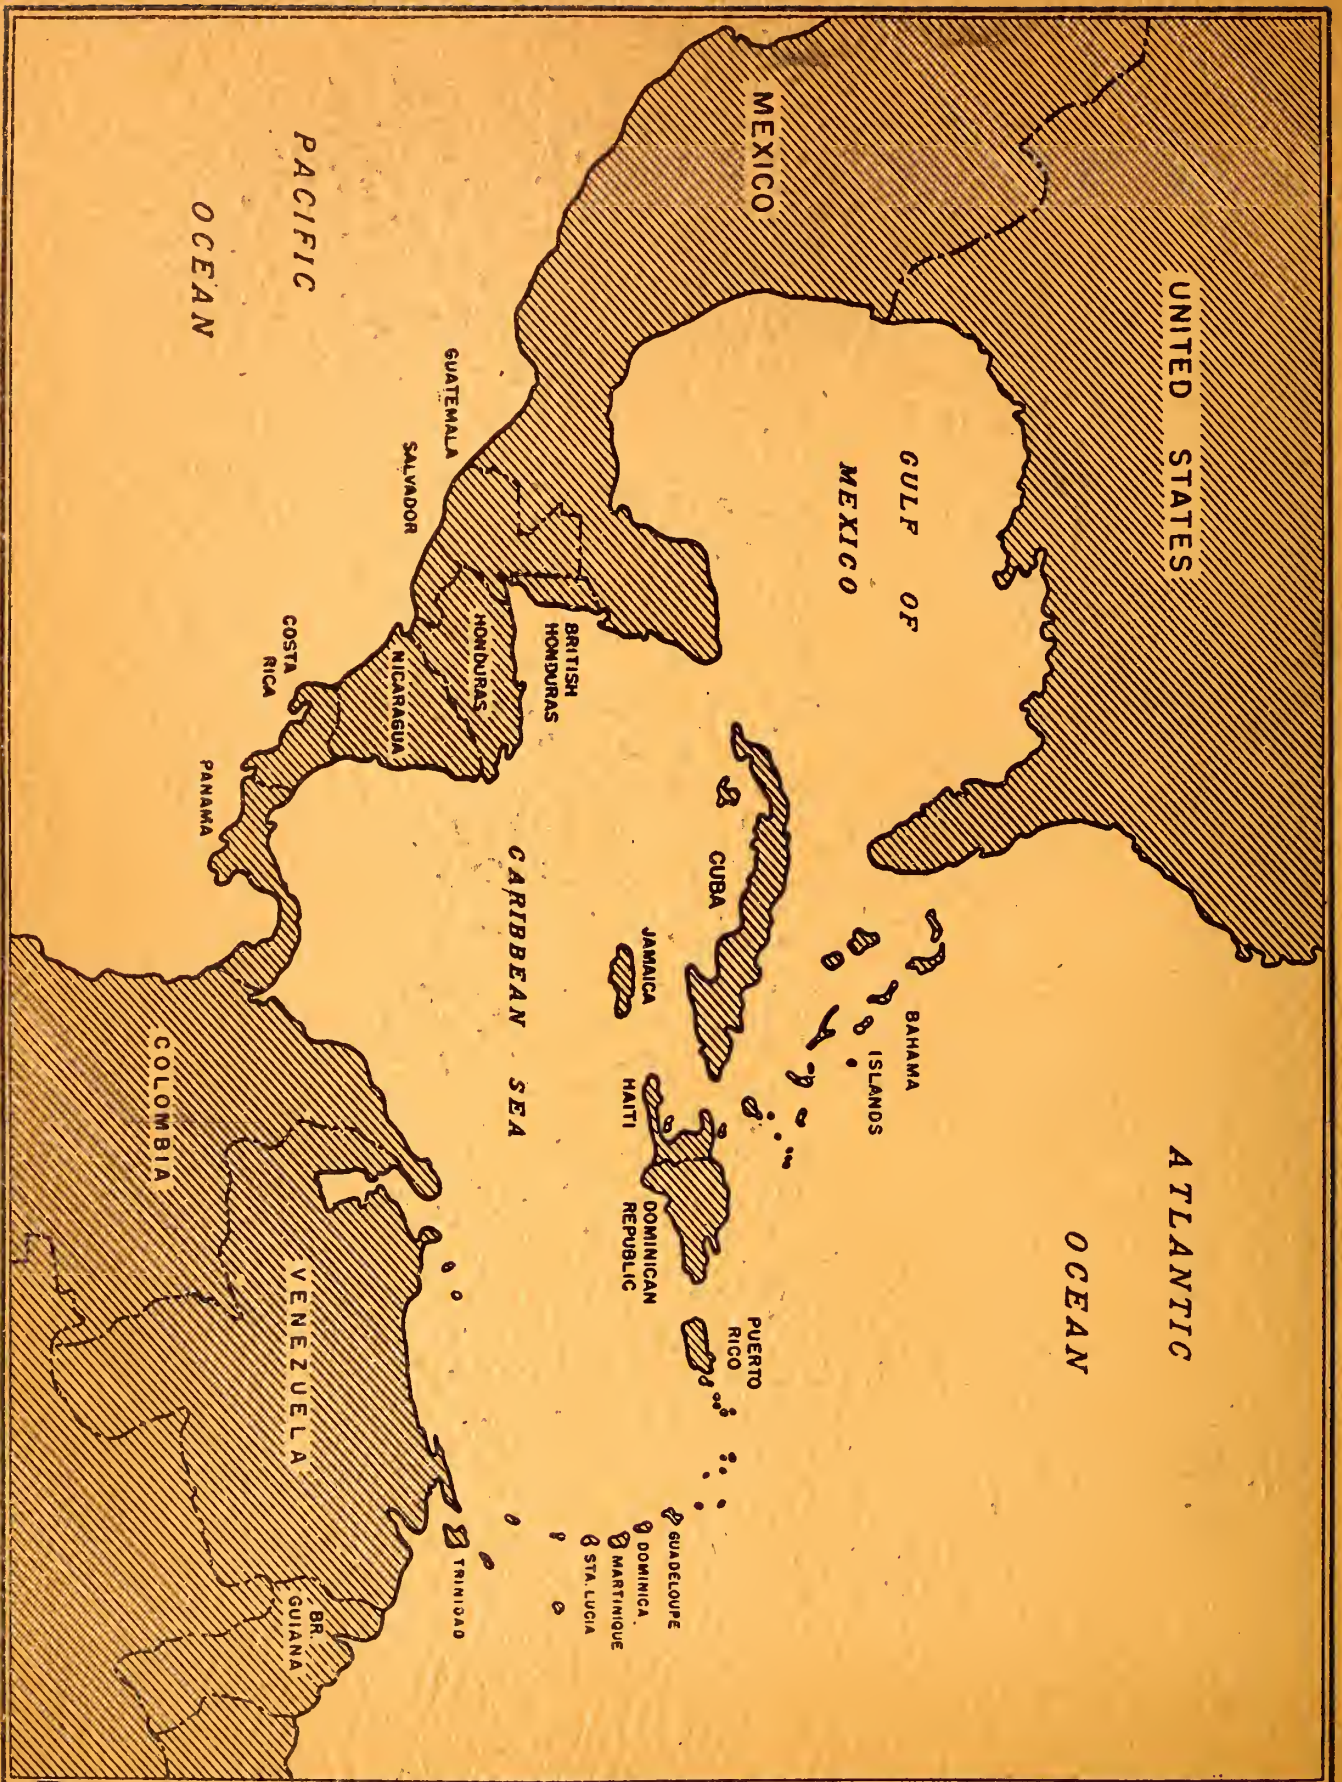 UNITED STATES
MEXICO
ATLANTIC
OCEAN
GULF OF
MEXICO
BAHAMA
ISLANDS
CUBA
PUERTO
RICO
HAITI
DOMINICAN
REPUBLIC
JAMAICA
GUADELOUPE
DOMINICA
MARTINIQUE
STA. LUCIA
BRITISH
HONDURAS
CARIBBEAN SEA
HONDURAS
GUATEMALA
SALVADOR
NICARAGUA
TRINIDAD
PACIFIC
OCEAN
COSTA
RICA
PANAMA
VENEZUELA
BR.
GUIANA
COLOMBIA